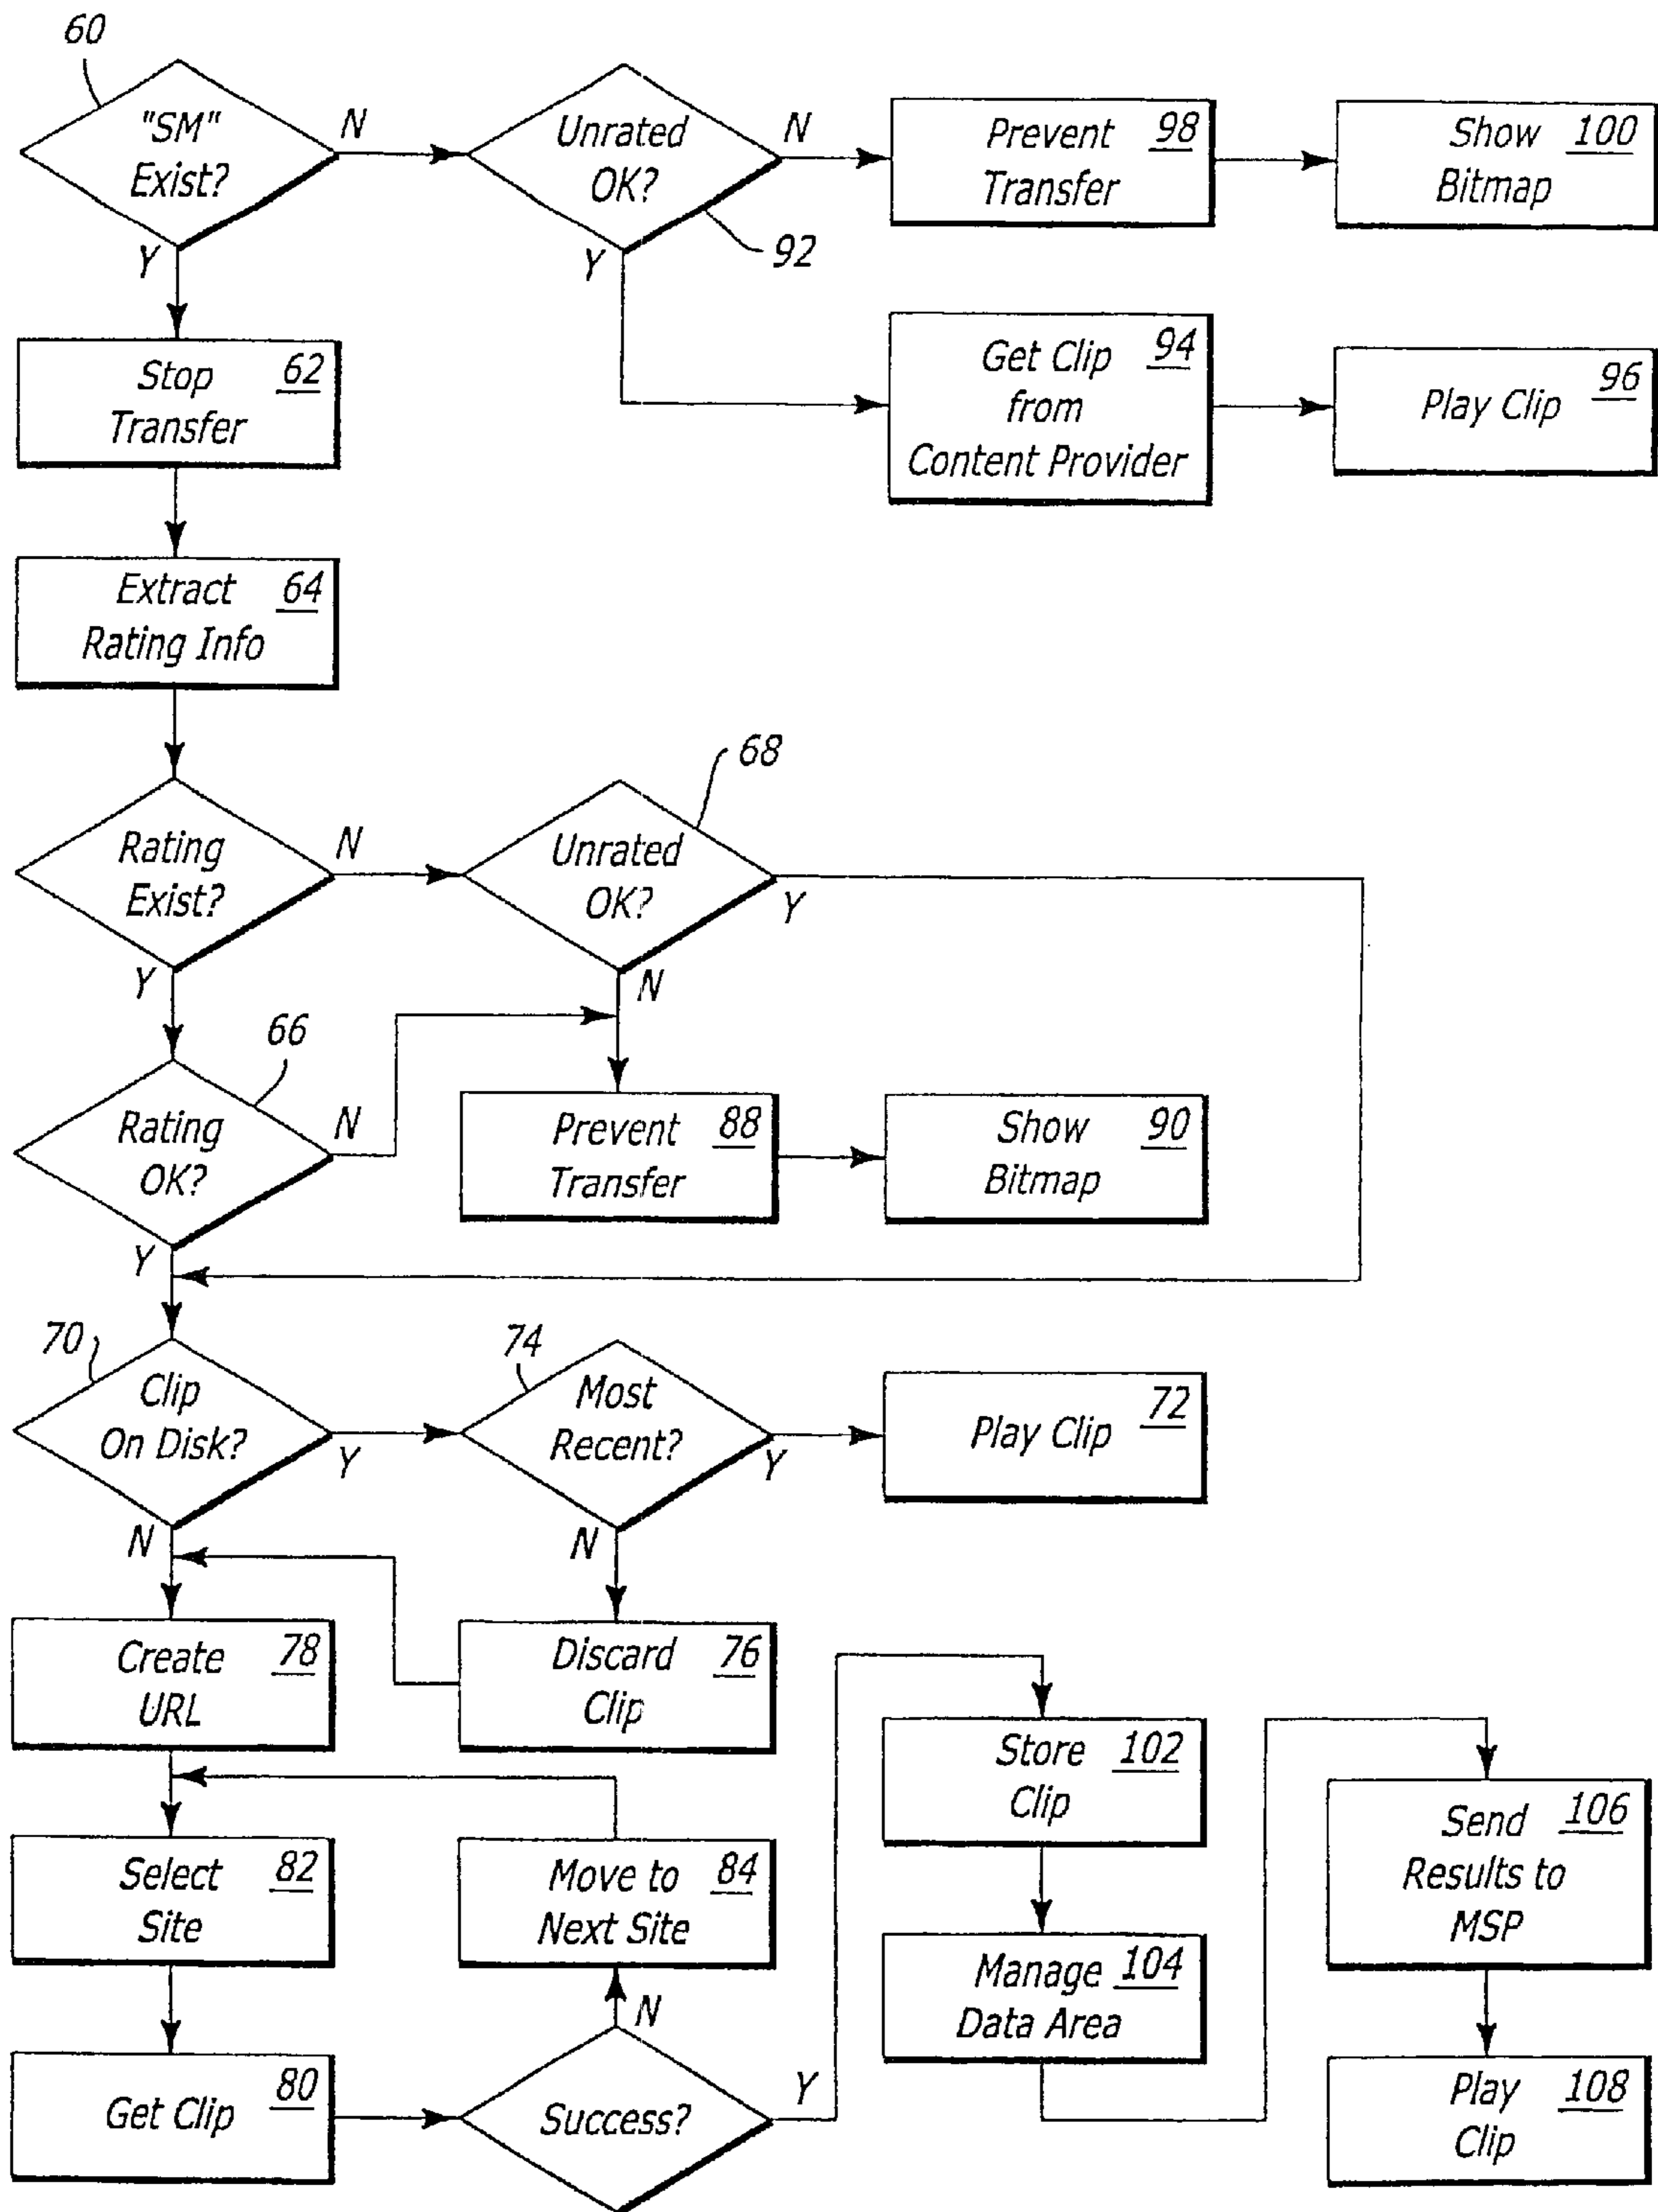 60
"SM"
Exist?
N
Y
Unrated
OK?
N
Y
92
Prevent 98
Transfer
Show 100
Bitmap
Stop 62
Transfer
Get Clip 94
from
Content Provider
Play Clip 96
Extract 64
Rating Info
Rating
Exist?
N
Y
68
Unrated
OK?
Y
N
66
Rating
OK?
N
Y
Prevent 88
Transfer
Show 90
Bitmap
70
Clip
On Disk?
Y
N
74
Most
Recent?
Y
N
Play Clip 72
Create 78
URL
Discard 76
Clip
Store 102
Clip
Send 106
Results to
MSP
Select 82
Site
Move to 84
Next Site
Manage 104
Data Area
Get Clip 80
Success?
N
Y
Play 108
Clip